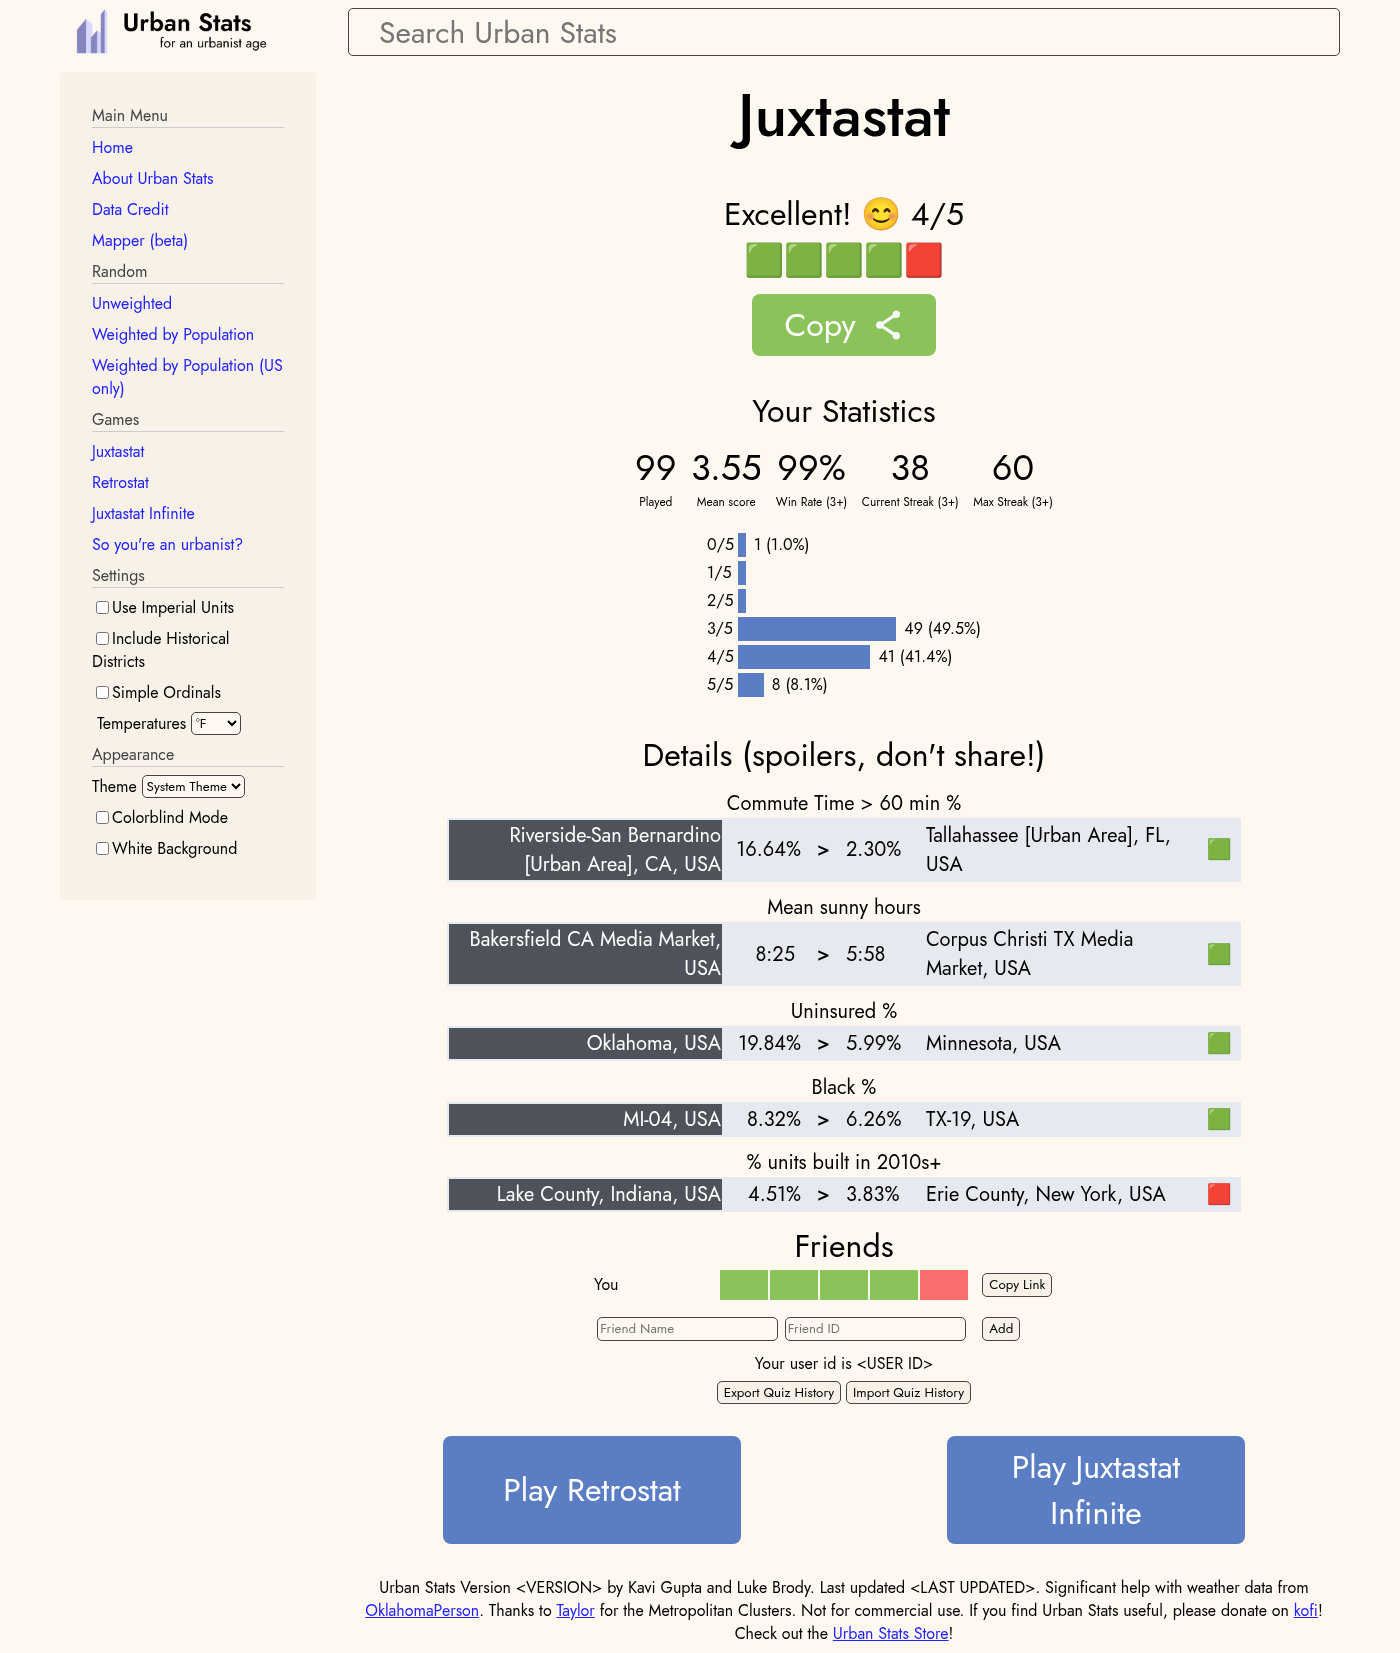 Urban Stats
for an urbanist age
Search Urban Stats
Main Menu
Home
About Urban Stats
Data Credit
Mapper (beta)
Random
Unweighted
Weighted by Population
Weighted by Population (US
only)
Games
Juxtastat
Retrostat
Juxtastat Infinite
So you're an urbanist?
Settings
Use Imperial Units
Include Historical
Districts
Simple Ordinals
Temperatures °F
Appearance
Theme System Theme
Colorblind Mode
White Background
Juxtastat
Excellent! 😊 4/5
🟩🟩🟩🟩🟥
Copy
Your Statistics
99 3.55 99% 38 60
Played Mean score Win Rate (3+) Current Streak (3+) Max Streak (3+)
0/5 1 (1.0%)
1/5
2/5
3/5 49 (49.5%)
4/5 41 (41.4%)
5/5 8 (8.1%)
Details (spoilers, don't share!)
Commute Time > 60 min %
Riverside-San Bernardino
[Urban Area], CA, USA
16.64% > 2.30%
Tallahassee [Urban Area], FL,
USA
🟩
Mean sunny hours
Bakersfield CA Media Market,
USA
8:25 > 5:58
Corpus Christi TX Media
Market, USA
🟩
Uninsured %
Oklahoma, USA 19.84% > 5.99% Minnesota, USA 🟩
Black %
MI-04, USA 8.32% > 6.26% TX-19, USA 🟩
% units built in 2010s+
Lake County, Indiana, USA 4.51% > 3.83% Erie County, New York, USA 🟥
Friends
You Copy Link
Friend Name Friend ID Add
Your user id is <USER ID>
Export Quiz History Import Quiz History
Play Retrostat
Play Juxtastat
Infinite
Urban Stats Version <VERSION> by Kavi Gupta and Luke Brody. Last updated <LAST UPDATED>. Significant help with weather data from
OklahomaPerson. Thanks to Taylor for the Metropolitan Clusters. Not for commercial use. If you find Urban Stats useful, please donate on kofi!
Check out the Urban Stats Store!